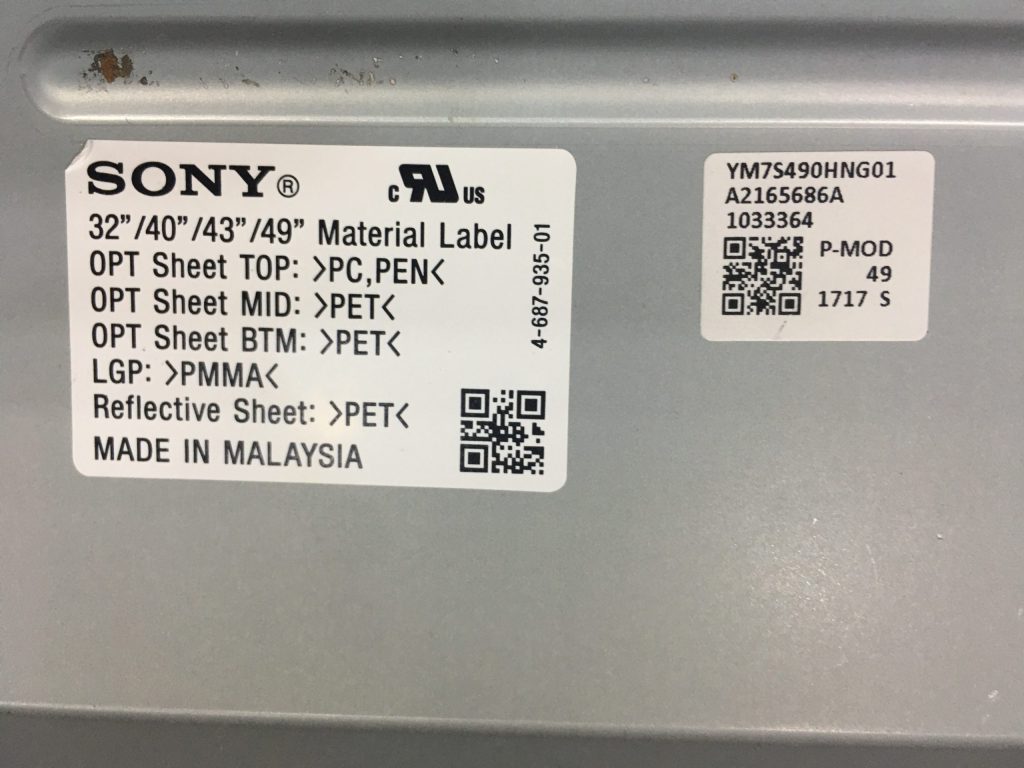 SONY®
c RU US
32”/40”/43”/49” Material Label
OPT Sheet TOP: >PC,PEN<
OPT Sheet MID: >PET<
OPT Sheet BTM: >PET<
LGP: >PMMA<
Reflective Sheet: >PET<
MADE IN MALAYSIA
4-687-935-01
YM7S490HNG01
A2165686A
1033364
P-MOD
49
1717 S